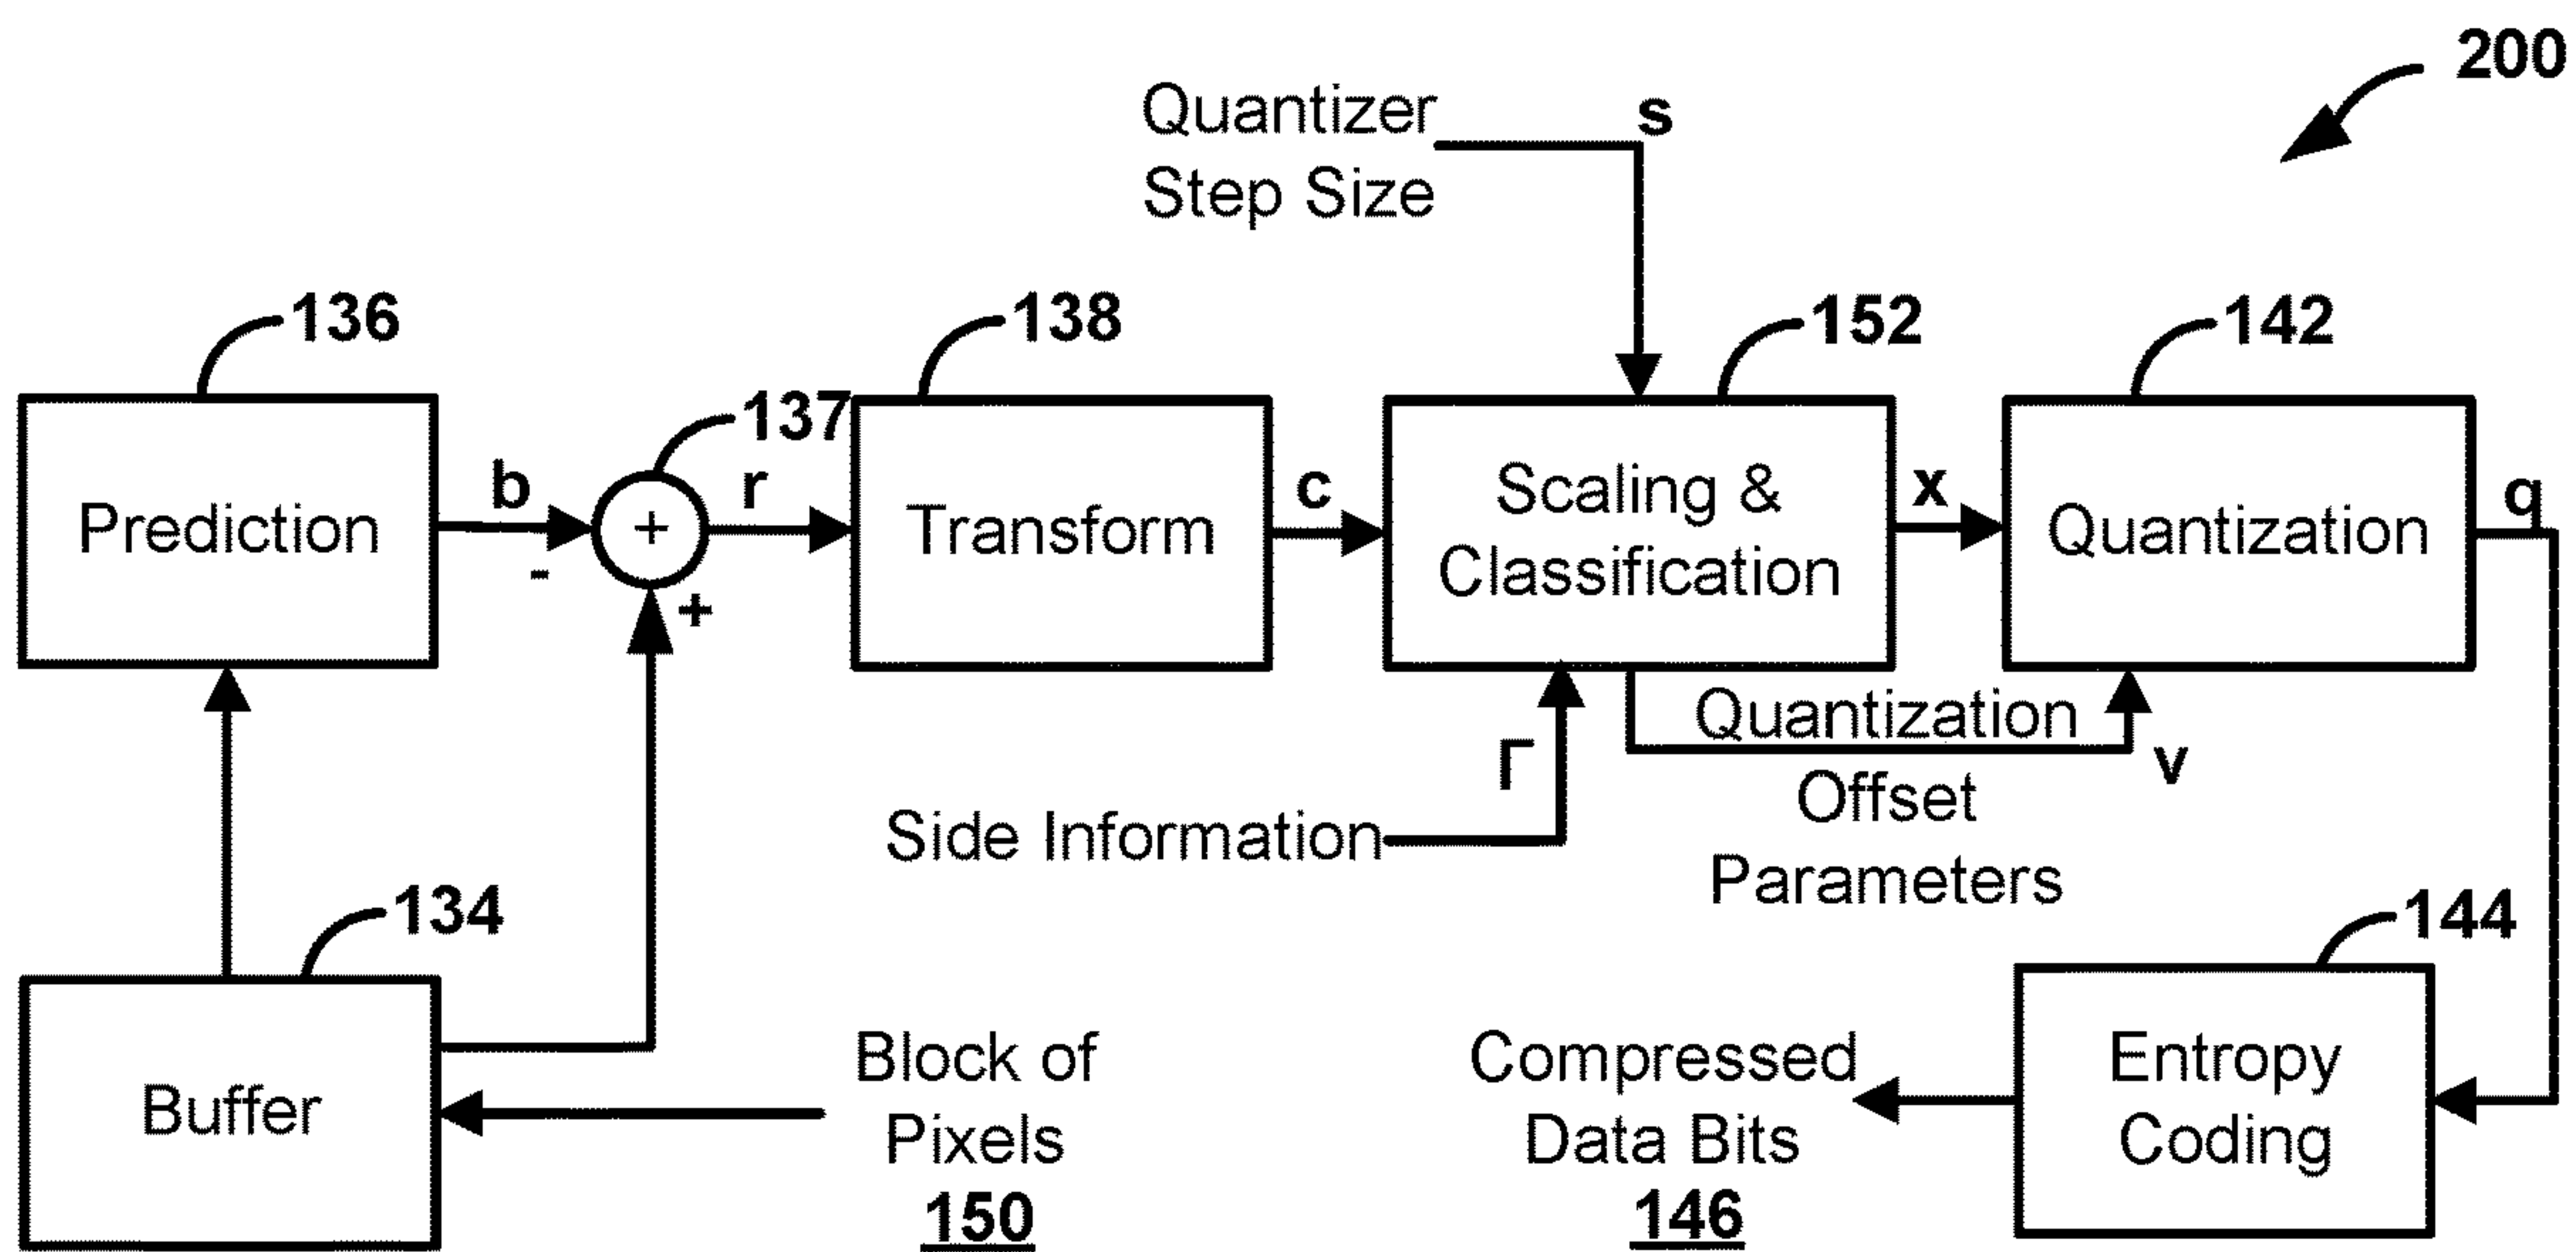 200
Quantizer
Step Size
s
136
138
152
142
137
Prediction
b
-
+
+
r
Transform
c
Scaling &
Classification
x
Quantization
q
Quantization
Offset
Parameters
v
Γ
Side Information
134
144
Buffer
Block of
Pixels
150
Compressed
Data Bits
146
Entropy
Coding